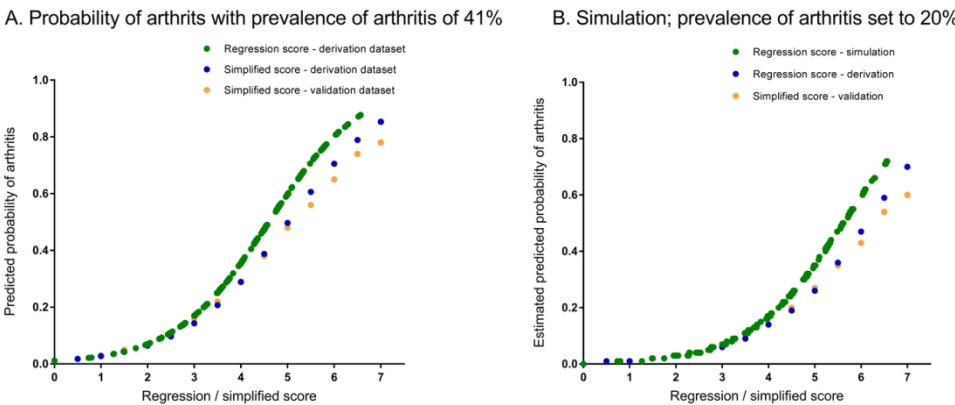 A. Probability of arthrits with prevalence of arthritis of 41%
Regression score - derivation dataset
Simplified score - derivation dataset
Simplified score - validation dataset
Predicted probability of arthritis
1.0
0.8
0.6
0.4
0.2
0.0
0 1 2 3 4 5 6 7
Regression / simplified score
B. Simulation; prevalence of arthritis set to 20%
Regression score - simulation
Regression score - derivation
Simplified score - validation
Estimated predicted probability of arthritis
1.0
0.8
0.6
0.4
0.2
0.0
0 1 2 3 4 5 6 7
Regression / simplified score